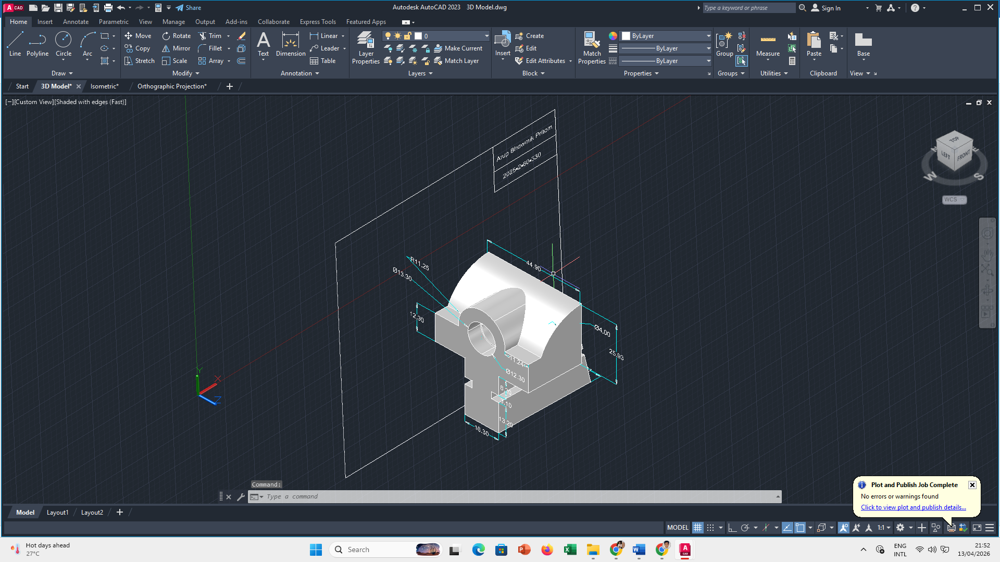 CAD
Share
Autodesk AutoCAD 2023 3D Model.dwg
Type a keyword or phrase
Sign In
Home Insert Annotate Parametric View Manage Output Add-ins Collaborate Express Tools Featured Apps
Line Polyline Circle Arc
Move Rotate Trim
Copy Mirror Fillet
Stretch Scale Array
Text Dimension
Linear
Leader
Table
Layer Properties
0
Make Current
Match Layer
Insert
Create
Edit
Edit Attributes
Match Properties
ByLayer
ByLayer
ByLayer
Group
Measure
Paste
Base
Draw Modify Annotation Layers Block Properties Groups Utilities Clipboard View
Start 3D Model* Isometric* Orthographic Projection*
[−][Custom View][Shaded with edges (Fast)]
Arup Bhowmik Pritom
2025-2-60-330
TOP
LEFT FRONT
W S
WCS
44.90
R11.25
Ø13.30
12.30
Ø4.00
25.93
11.24
Ø12.30
8.20
3.10
13.20
16.30
Y
X
Z
Command:
Type a command
Plot and Publish Job Complete
No errors or warnings found
Click to view plot and publish details...
Model Layout1 Layout2
MODEL
1:1
Hot days ahead
27°C
Search
ENG
INTL
21:52
13/04/2026